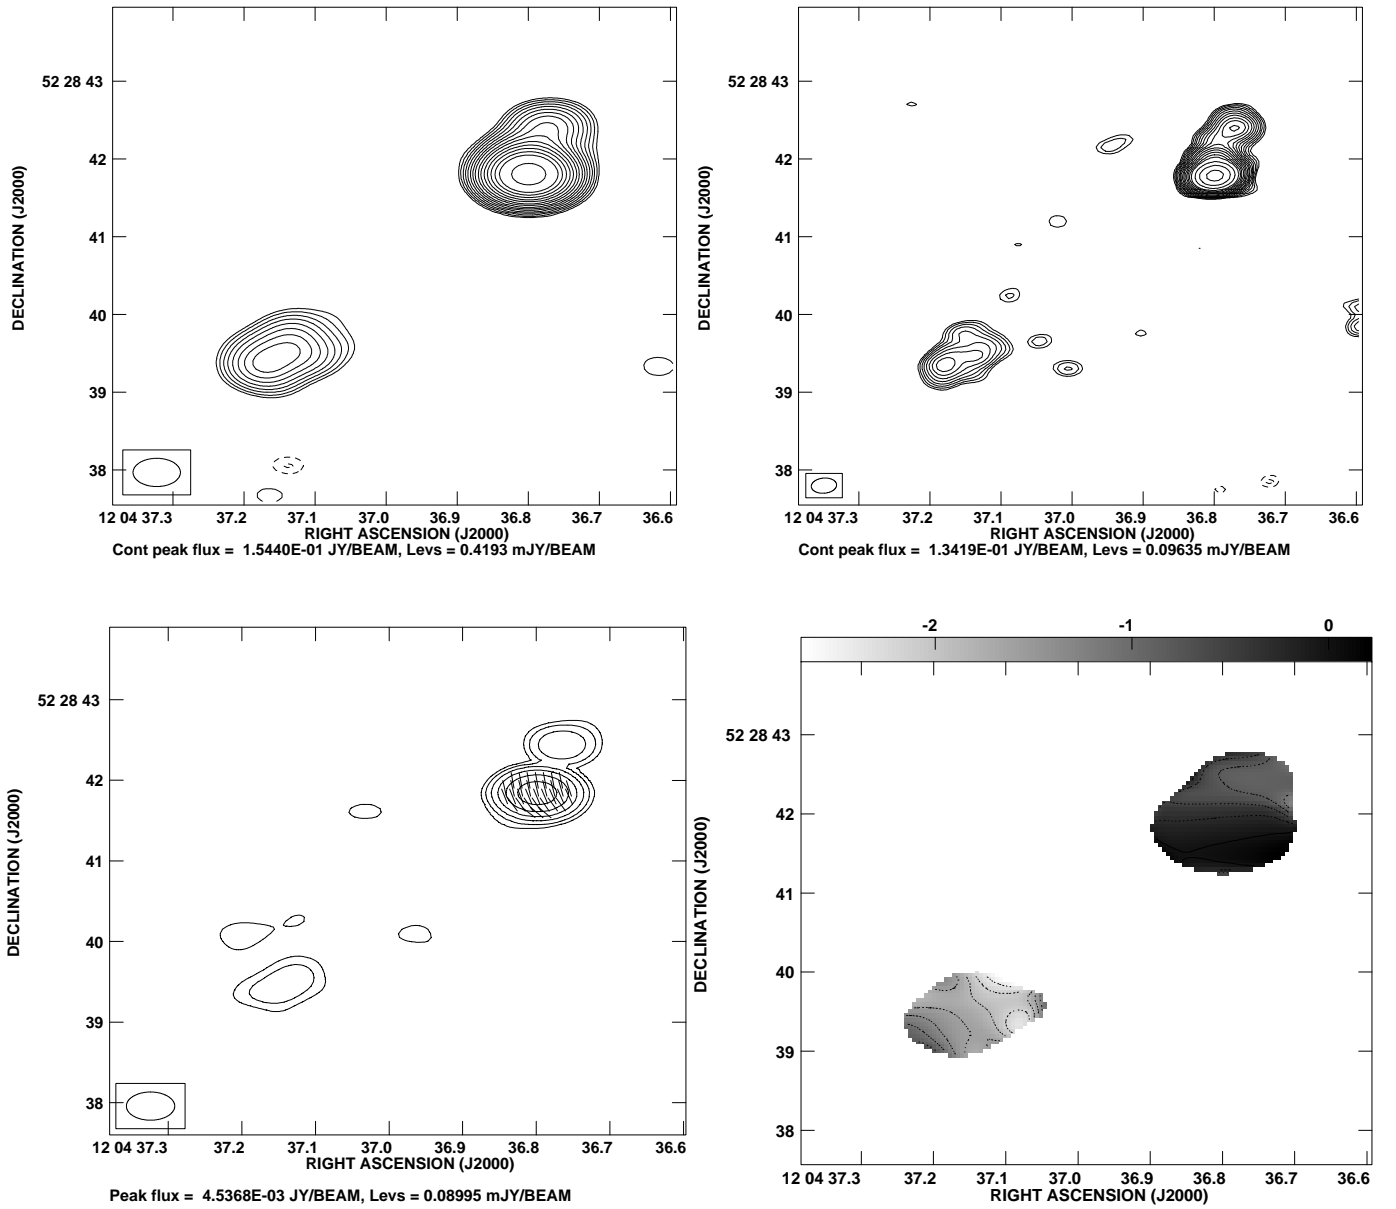 52 28 43
42
41
40
39
38
DECLINATION (J2000)
12 04 37.3 37.2 37.1 37.0 36.9 36.8 36.7 36.6
RIGHT ASCENSION (J2000)
Cont peak flux = 1.5440E-01 JY/BEAM, Levs = 0.4193 mJY/BEAM
52 28 43
42
41
40
39
38
DECLINATION (J2000)
12 04 37.3 37.2 37.1 37.0 36.9 36.8 36.7 36.6
RIGHT ASCENSION (J2000)
Cont peak flux = 1.3419E-01 JY/BEAM, Levs = 0.09635 mJY/BEAM
52 28 43
42
41
40
39
38
DECLINATION (J2000)
12 04 37.3 37.2 37.1 37.0 36.9 36.8 36.7 36.6
RIGHT ASCENSION (J2000)
Peak flux = 4.5368E-03 JY/BEAM, Levs = 0.08995 mJY/BEAM
-2 -1 0
52 28 43
42
41
40
39
38
DECLINATION (J2000)
12 04 37.3 37.2 37.1 37.0 36.9 36.8 36.7 36.6
RIGHT ASCENSION (J2000)